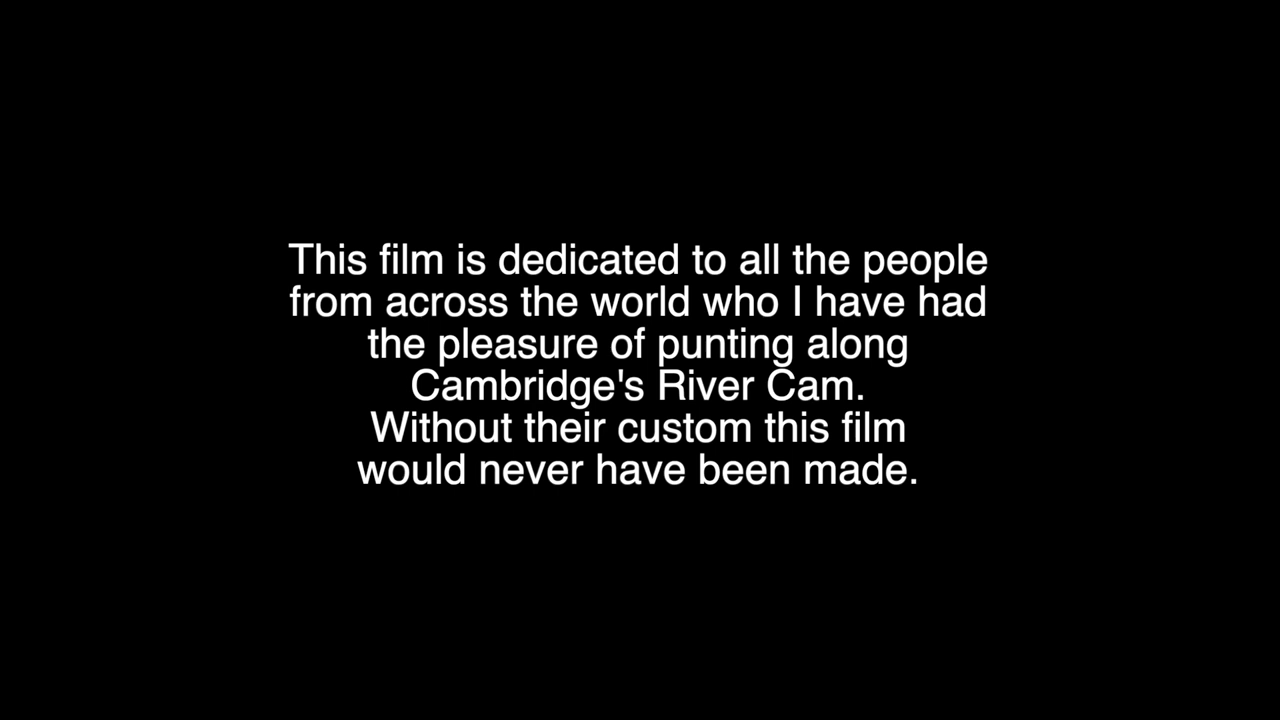 This film is dedicated to all the people
from across the world who I have had
the pleasure of punting along
Cambridge's River Cam.
Without their custom this film
would never have been made.